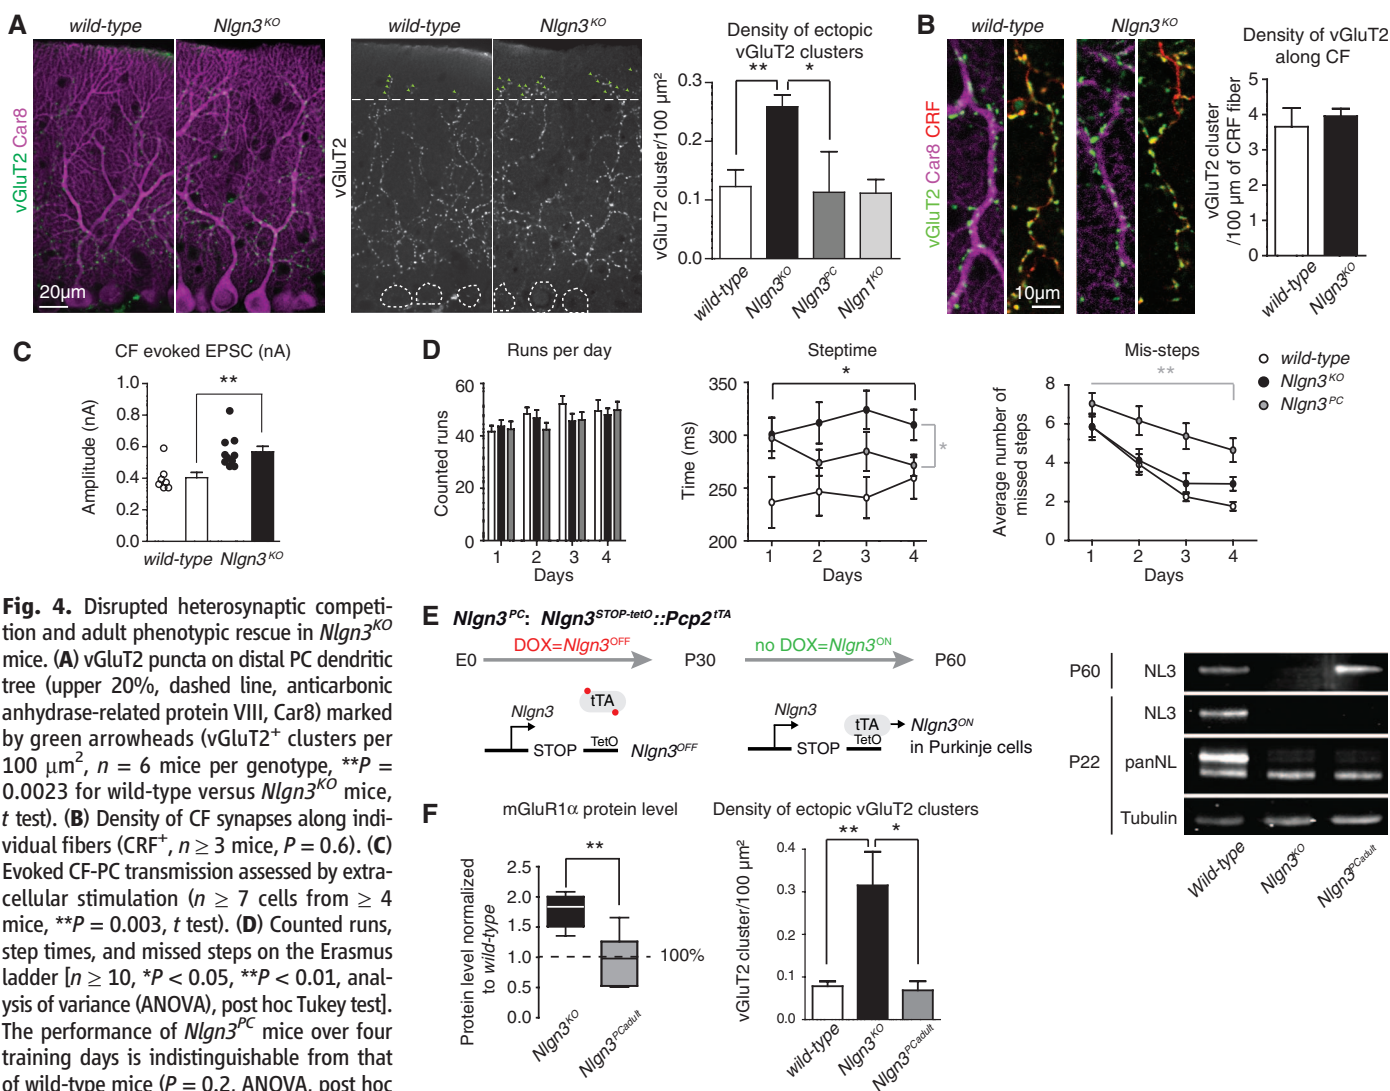 A
wild-type
Nlgn3KO
vGluT2 Car8
20µm
wild-type
Nlgn3KO
vGluT2
Density of ectopic
vGluT2 clusters
**
*
vGluT2 cluster/100 µm²
0.3
0.2
0.1
0.0
wild-type
Nlgn3KO
Nlgn3PC
Nlgn1KO
B
wild-type
Nlgn3KO
vGluT2 Car8 CRF
10µm
Density of vGluT2
along CF
vGluT2 cluster
/100 µm of CRF fiber
5
4
3
2
1
0
wild-type
Nlgn3KO
C
CF evoked EPSC (nA)
**
Amplitude (nA)
1.0
0.8
0.6
0.4
0.2
0.0
wild-type
Nlgn3KO
D
Runs per day
Counted runs
60
40
20
0
1 2 3 4
Days
Steptime
*
*
Time (ms)
350
300
250
200
1 2 3 4
Days
Mis-steps
**
Average number of
missed steps
8
6
4
2
0
1 2 3 4
Days
wild-type
Nlgn3KO
Nlgn3PC
Fig. 4. Disrupted heterosynaptic competi-
tion and adult phenotypic rescue in Nlgn3KO
mice. (A) vGluT2 puncta on distal PC dendritic
tree (upper 20%, dashed line, anticarbonic
anhydrase-related protein VIII, Car8) marked
by green arrowheads (vGluT2+ clusters per
100 µm2, n = 6 mice per genotype, **P =
0.0023 for wild-type versus Nlgn3KO mice,
t test). (B) Density of CF synapses along indi-
vidual fibers (CRF+, n ≥ 3 mice, P = 0.6). (C)
Evoked CF-PC transmission assessed by extra-
cellular stimulation (n ≥ 7 cells from ≥ 4
mice, **P = 0.003, t test). (D) Counted runs,
step times, and missed steps on the Erasmus
ladder [n ≥ 10, *P < 0.05, **P < 0.01, anal-
ysis of variance (ANOVA), post hoc Tukey test].
The performance of Nlgn3PC mice over four
training days is indistinguishable from that
of wild-type mice (P = 0.2, ANOVA, post hoc
E
Nlgn3PC: Nlgn3STOP-tetO::Pcp2tTA
E0
DOX=Nlgn3OFF
P30
no DOX=Nlgn3ON
P60
Nlgn3
tTA
STOP
TetO
Nlgn3OFF
Nlgn3
tTA
STOP
TetO
Nlgn3ON
in Purkinje cells
P60
NL3
P22
NL3
panNL
Tubulin
Wild-type
Nlgn3KO
Nlgn3PCadult
F
mGluR1α protein level
**
Protein level normalized
to wild-type
2.5
2.0
1.5
1.0
0.5
0.0
100%
Nlgn3KO
Nlgn3PCadult
Density of ectopic vGluT2 clusters
**
*
vGluT2 cluster/100 µm²
0.4
0.3
0.2
0.1
0.0
wild-type
Nlgn3KO
Nlgn3PCadult